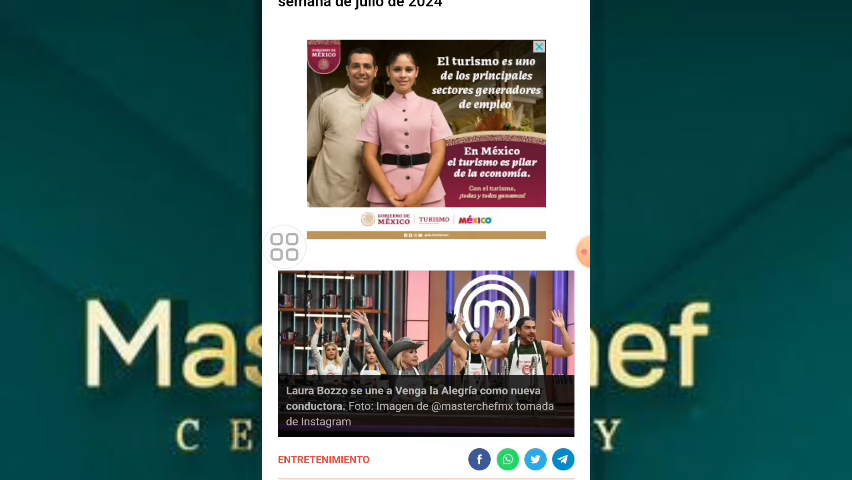 semana de julio de 2024
GOBIERNO DE
MÉXICO
El turismo es uno
de los principales
sectores generadores
de empleo
En México
el turismo es pilar
de la economía.
Con el turismo,
¡todas y todos ganamos!
GOBIERNO DE
MÉXICO
TURISMO
MÉXICO
Mas
hef
C E
Y
Laura Bozzo se une a Venga la Alegría como nueva
conductora. Foto: Imagen de @masterchefmx tomada
de Instagram
ENTRETENIMIENTO